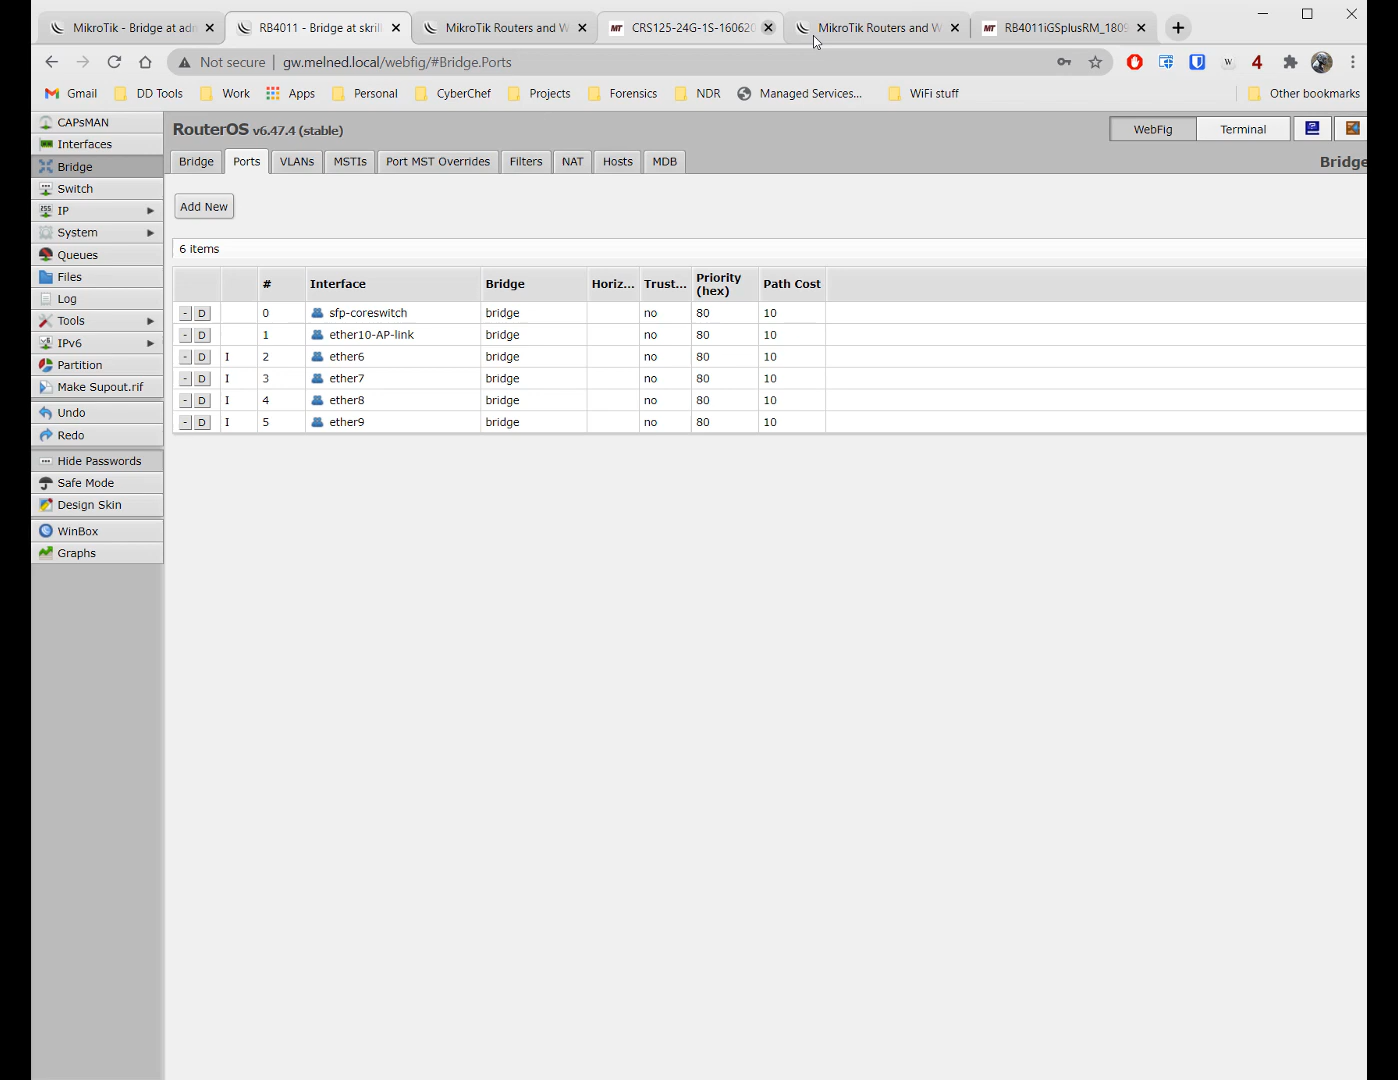 MikroTik - Bridge at adm
RB4011 - Bridge at skrill
MikroTik Routers and W
CRS125-24G-1S-160620
MikroTik Routers and W
RB4011iGSplusRM_1809
Not secure | gw.melned.local/webfig/#Bridge.Ports
Gmail DD Tools Work Apps Personal CyberChef Projects Forensics NDR Managed Services... WiFi stuff Other bookmarks
CAPsMAN
Interfaces
Bridge
Switch
IP
System
Queues
Files
Log
Tools
IPv6
Partition
Make Supout.rif
Undo
Redo
Hide Passwords
Safe Mode
Design Skin
WinBox
Graphs
RouterOS v6.47.4 (stable)
WebFig Terminal
Bridge Ports VLANs MSTIs Port MST Overrides Filters NAT Hosts MDB
Bridge
Add New
6 items
# Interface Bridge Horiz... Trust... Priority (hex) Path Cost
- D 0 sfp-coreswitch bridge no 80 10
- D 1 ether10-AP-link bridge no 80 10
- D I 2 ether6 bridge no 80 10
- D I 3 ether7 bridge no 80 10
- D I 4 ether8 bridge no 80 10
- D I 5 ether9 bridge no 80 10